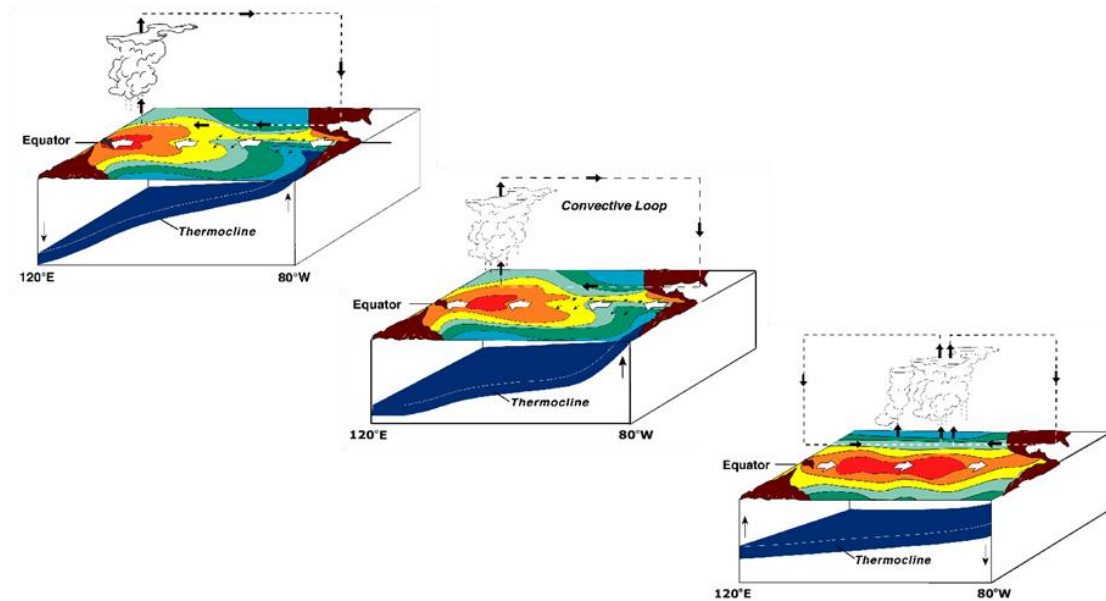 Equator
Thermocline
120°E 80°W
Convective Loop
Equator
Thermocline
120°E 80°W
Equator
Thermocline
120°E 80°W